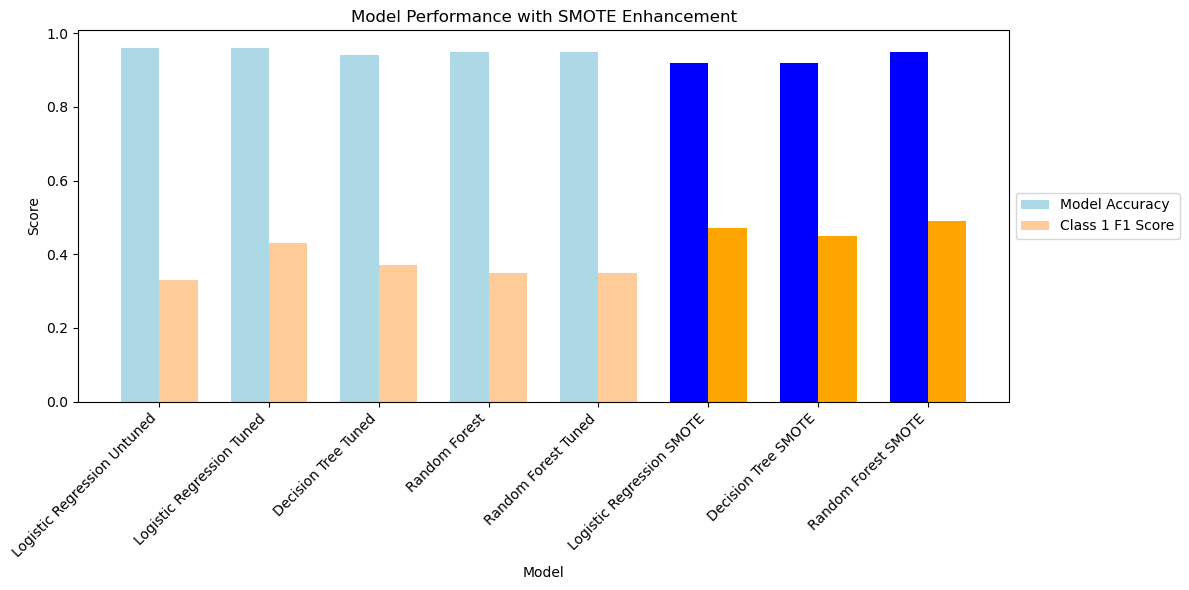 Model Performance with SMOTE Enhancement
1.0
0.8
0.6
0.4
0.2
0.0
Score
Model Accuracy
Class 1 F1 Score
Logistic Regression Untuned
Logistic Regression Tuned
Decision Tree Tuned
Random Forest
Random Forest Tuned
Logistic Regression SMOTE
Decision Tree SMOTE
Random Forest SMOTE
Model